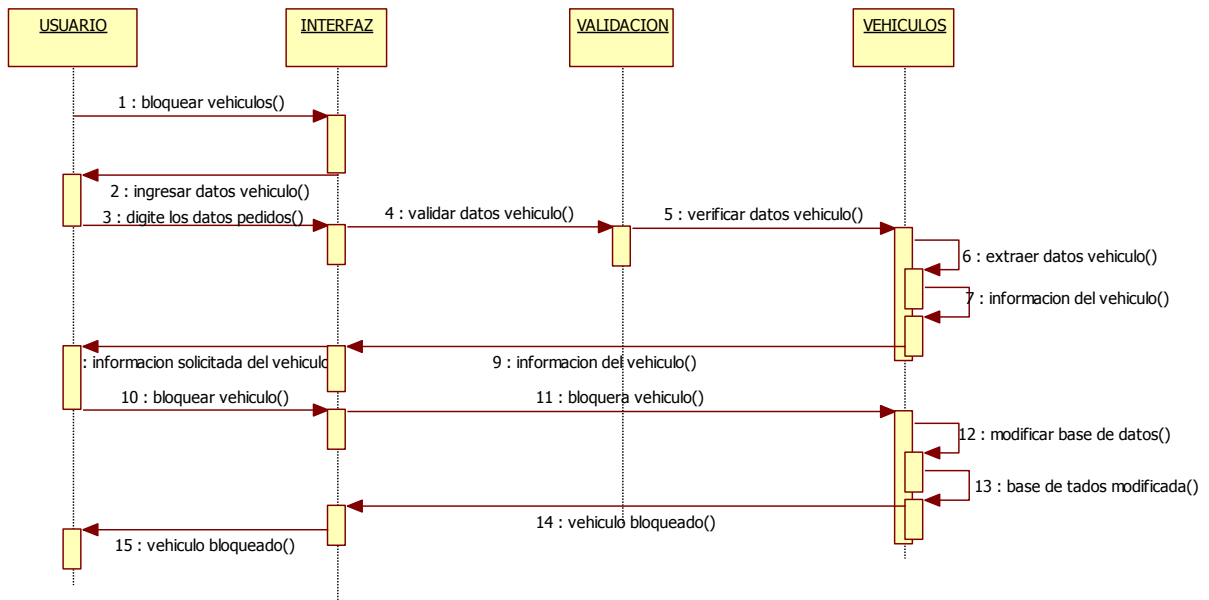 USUARIO
INTERFAZ
VALIDACION
VEHICULOS
1 : bloquear vehiculos()
2 : ingresar datos vehiculo()
3 : digite los datos pedidos()
4 : validar datos vehiculo()
5 : verificar datos vehiculo()
6 : extraer datos vehiculo()
7 : informacion del vehiculo()
: informacion solicitada del vehiculo
9 : informacion del vehiculo()
10 : bloquear vehiculo()
11 : bloquera vehiculo()
12 : modificar base de datos()
13 : base de tados modificada()
14 : vehiculo bloqueado()
15 : vehiculo bloqueado()